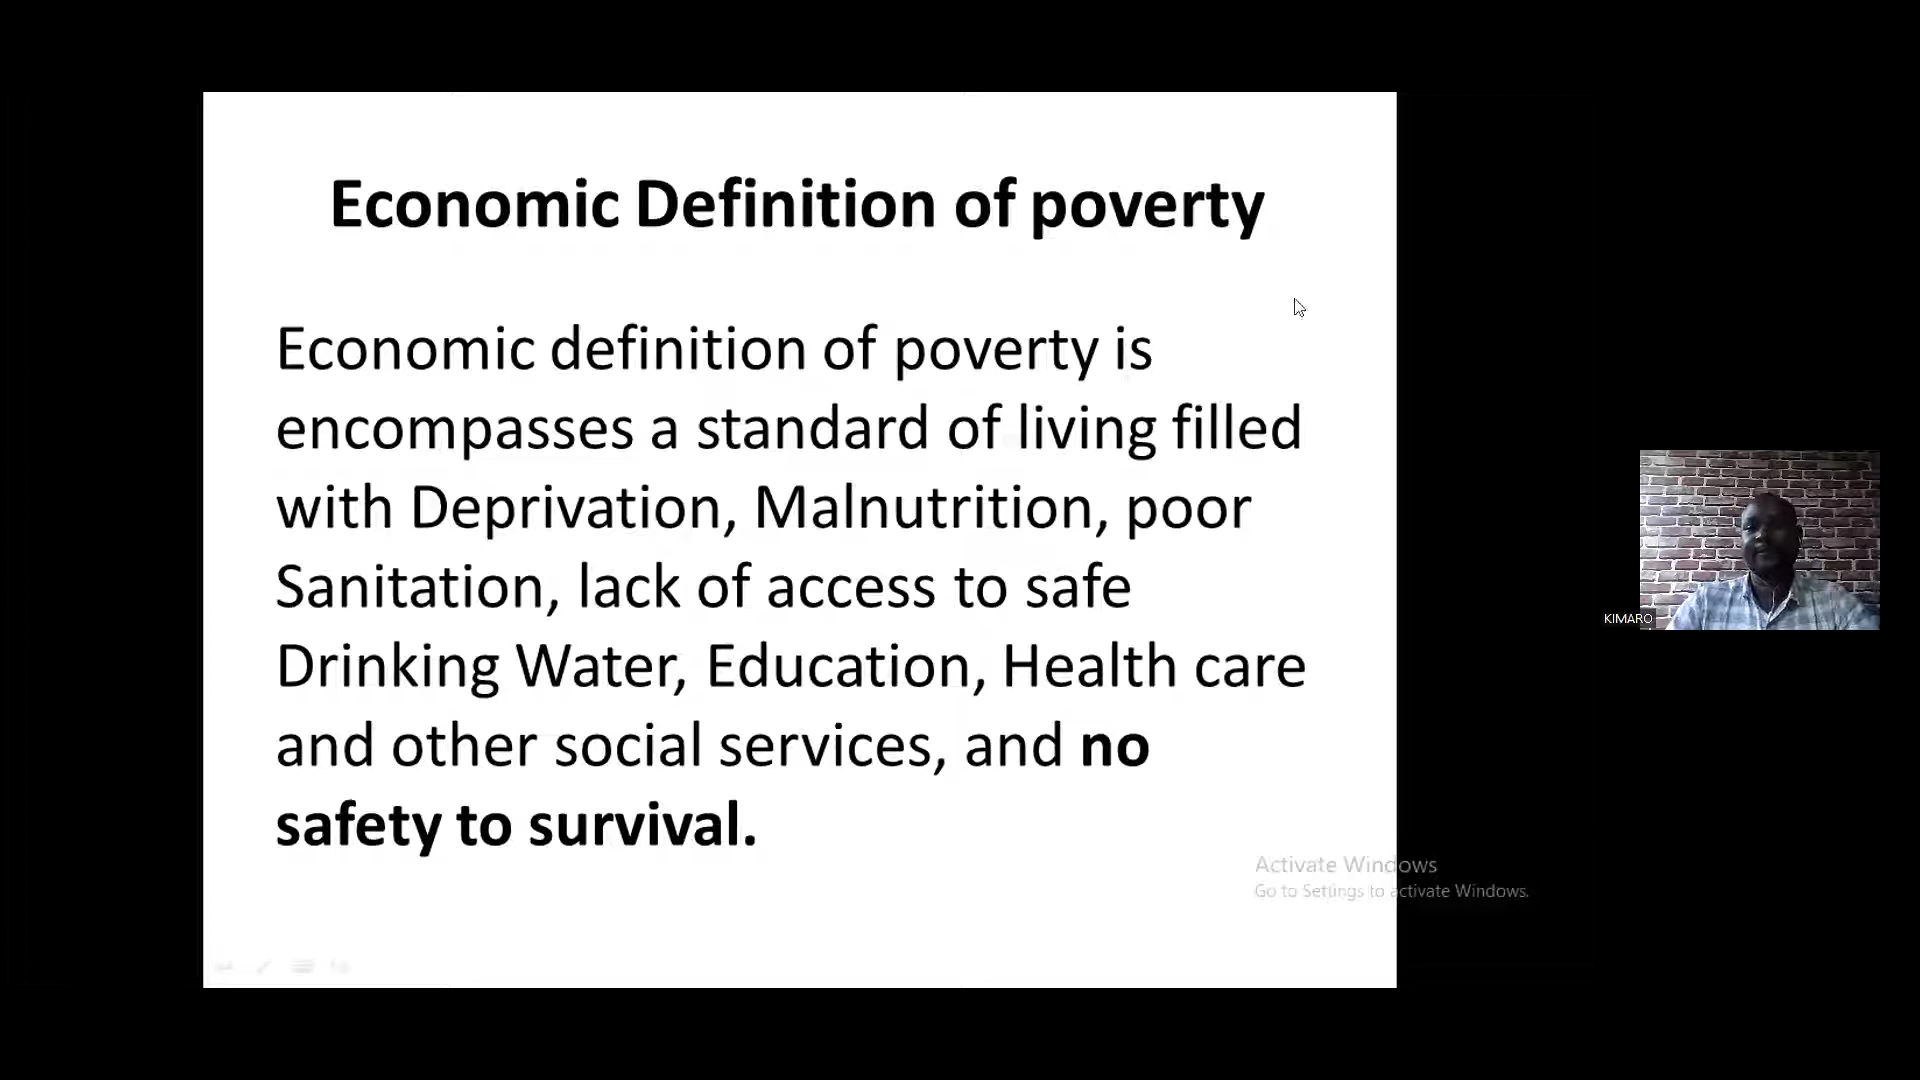 Economic Definition of poverty
Economic definition of poverty is
encompasses a standard of living filled
with Deprivation, Malnutrition, poor
Sanitation, lack of access to safe
Drinking Water, Education, Health care
and other social services, and no
safety to survival.
KIMARO
Activate Windows
Go to Settings to activate Windows.